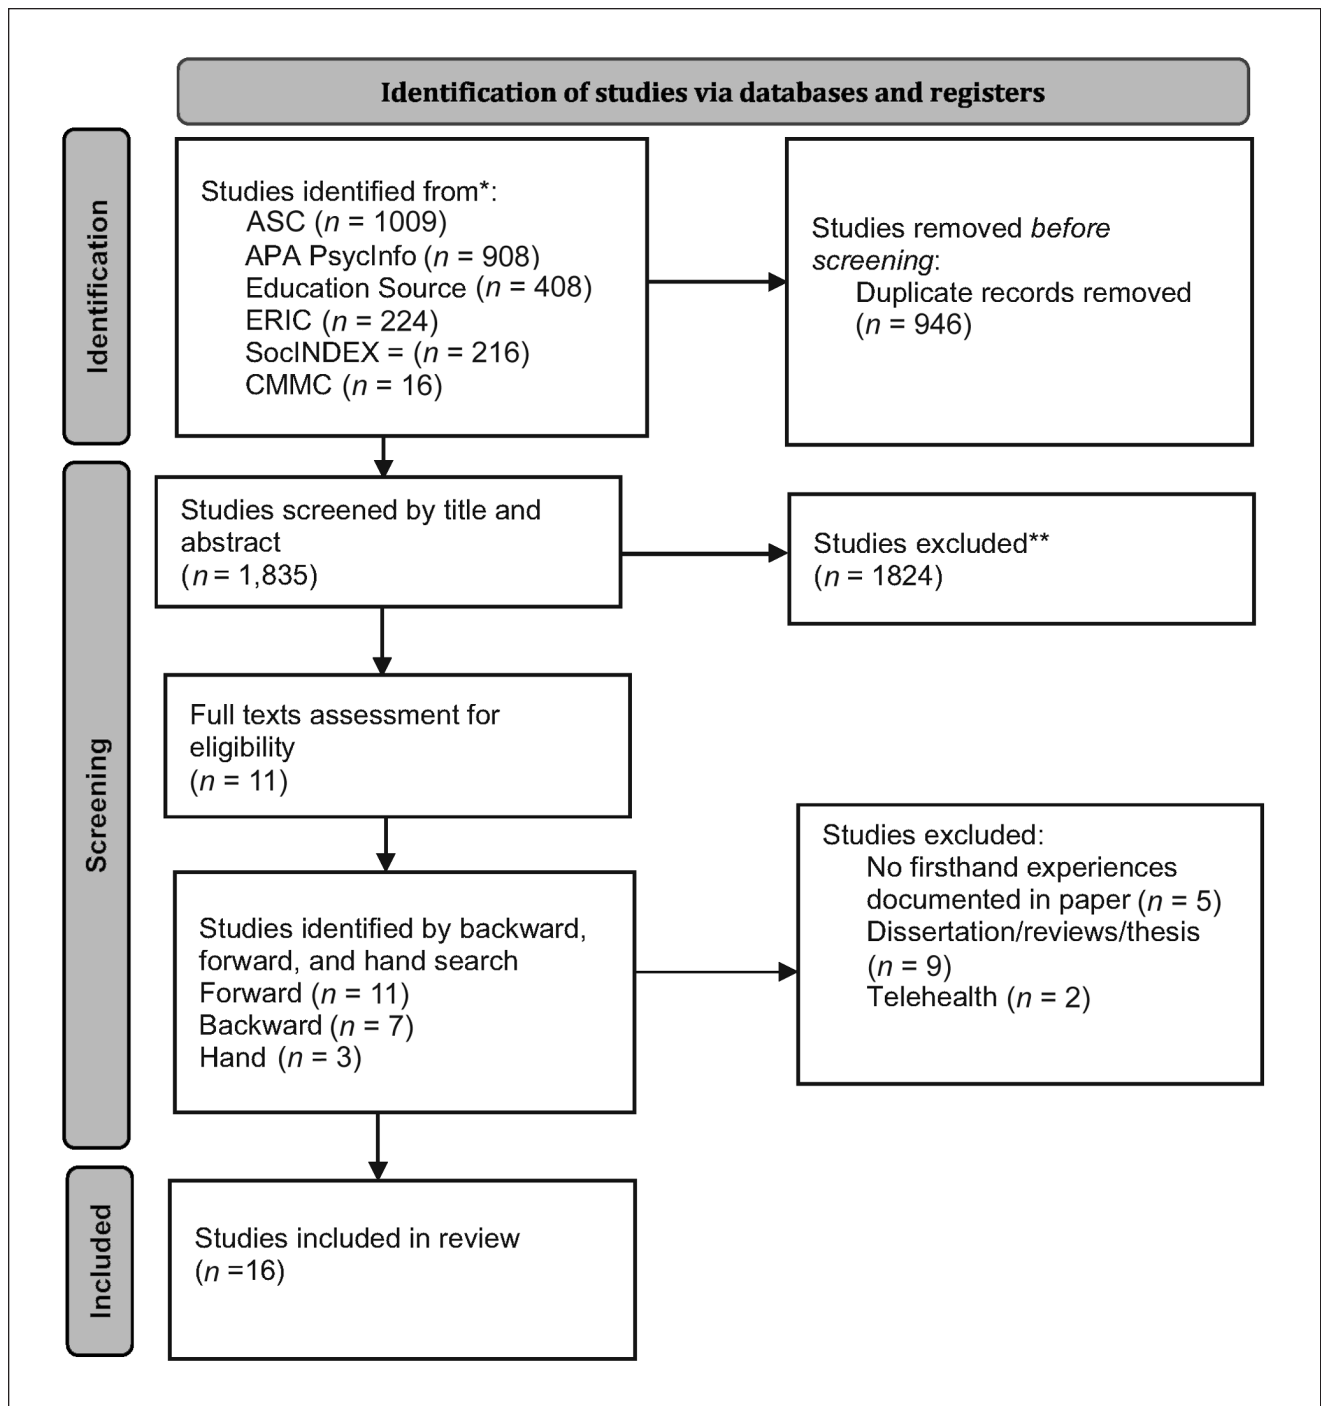 Identification of studies via databases and registers
Identification
Studies identified from*:
ASC (n = 1009)
APA PsycInfo (n = 908)
Education Source (n = 408)
ERIC (n = 224)
SocINDEX = (n = 216)
CMMC (n = 16)
Studies removed before
screening:
Duplicate records removed
(n = 946)
Screening
Studies screened by title and
abstract
(n = 1,835)
Studies excluded**
(n = 1824)
Full texts assessment for
eligibility
(n = 11)
Studies identified by backward,
forward, and hand search
Forward (n = 11)
Backward (n = 7)
Hand (n = 3)
Studies excluded:
No firsthand experiences
documented in paper (n = 5)
Dissertation/reviews/thesis
(n = 9)
Telehealth (n = 2)
Included
Studies included in review
(n =16)